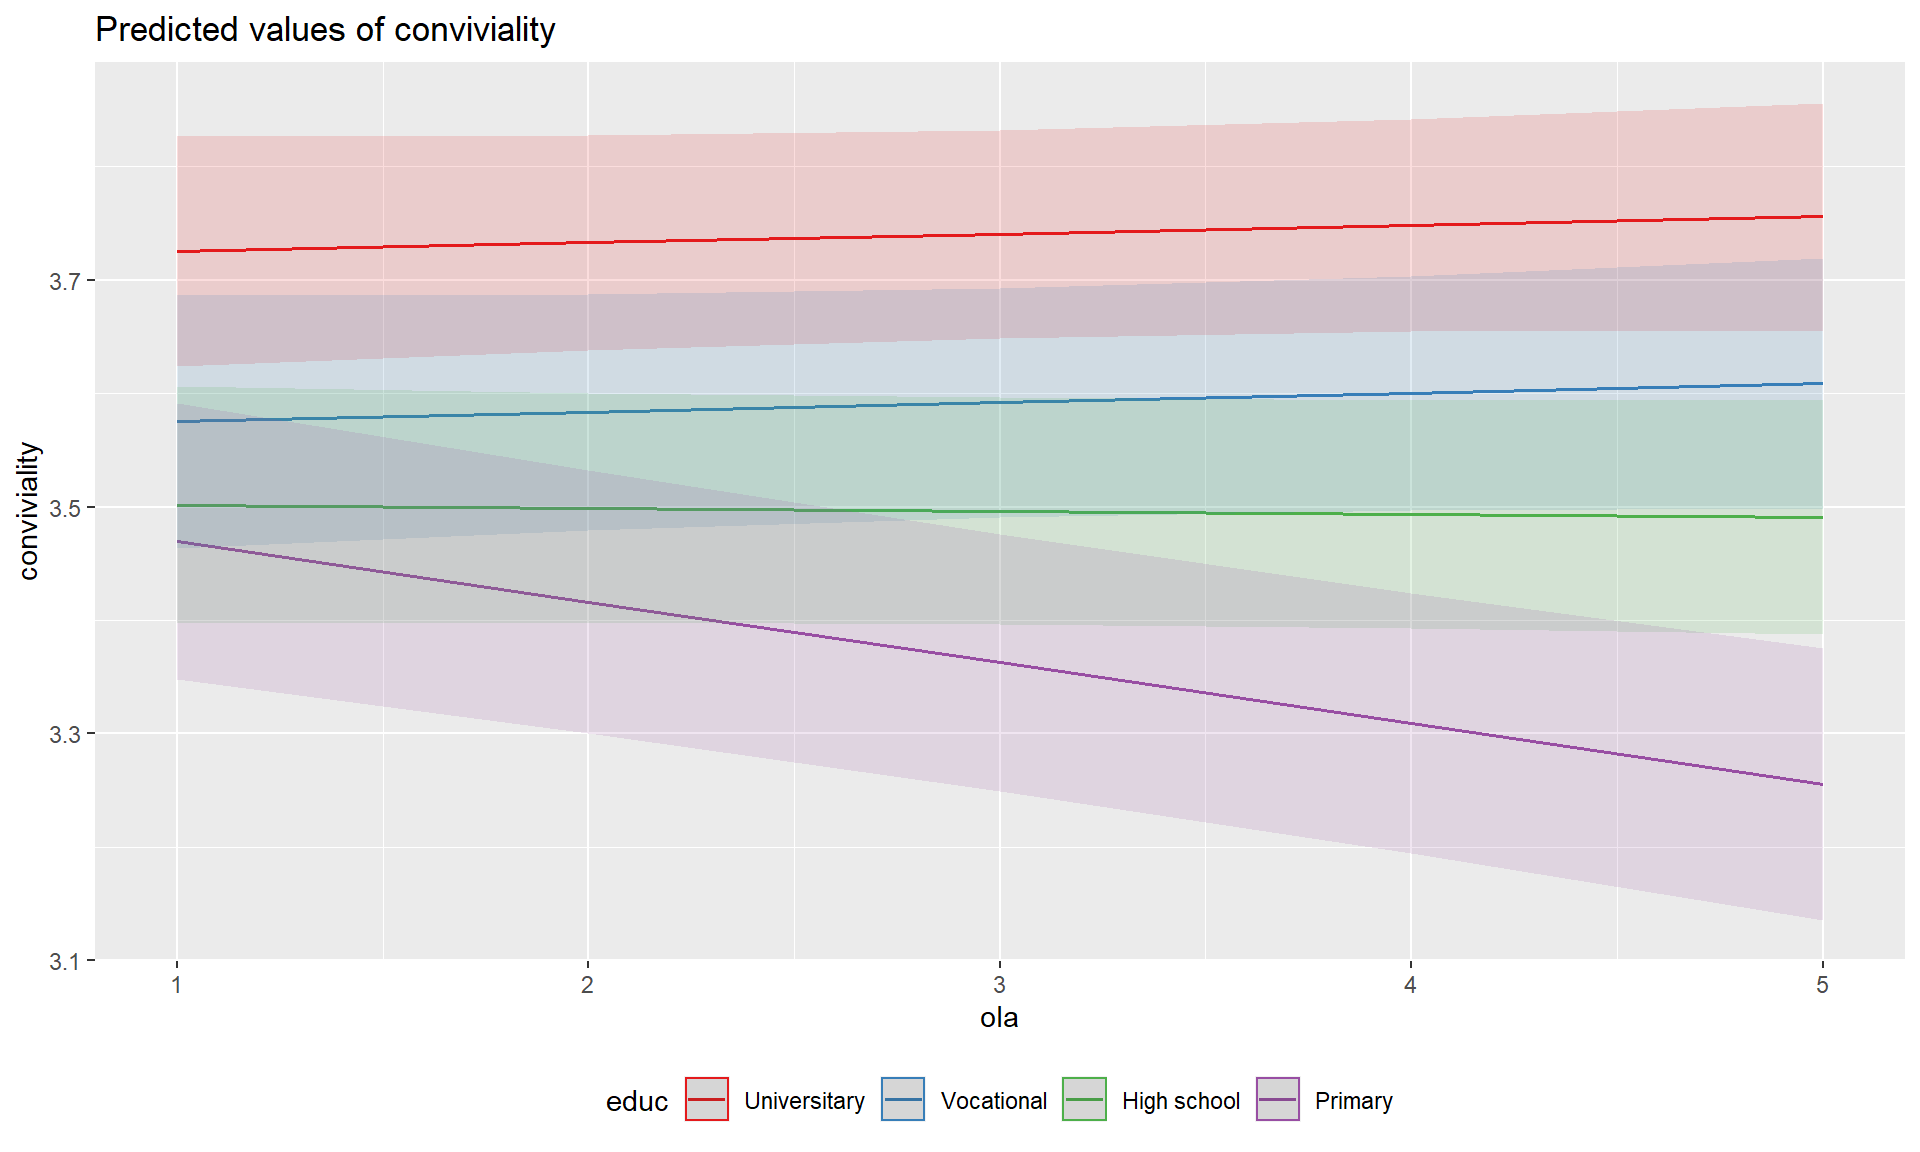 Predicted values of conviviality
conviviality
3.7
3.5
3.3
3.1
1 2 3 4 5
ola
educ Universitary Vocational High school Primary